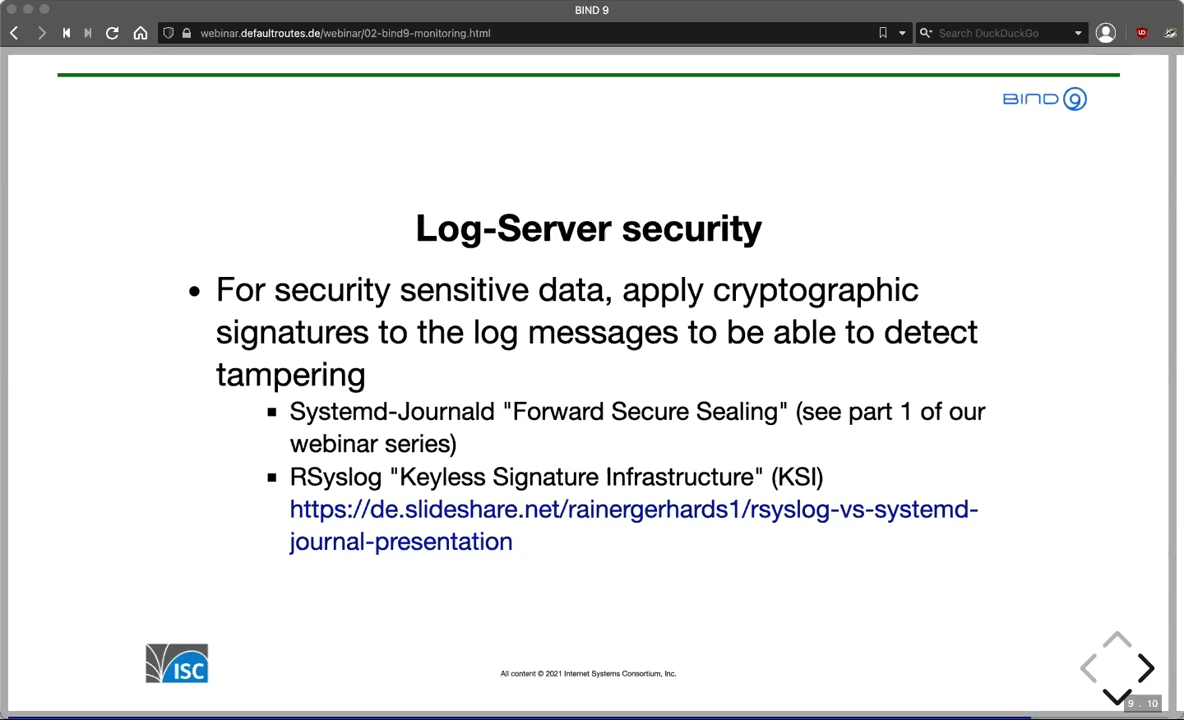 BIND 9
webinar.defaultroutes.de/webinar/02-bind9-monitoring.html
Search DuckDuckGo
BIND 9
Log-Server security
• For security sensitive data, apply cryptographic
signatures to the log messages to be able to detect
tampering
▪ Systemd-Journald "Forward Secure Sealing" (see part 1 of our
webinar series)
▪ RSyslog "Keyless Signature Infrastructure" (KSI)
https://de.slideshare.net/rainergerhards1/rsyslog-vs-systemd-
journal-presentation
ISC
All content © 2021 Internet Systems Consortium, Inc.
9 . 10